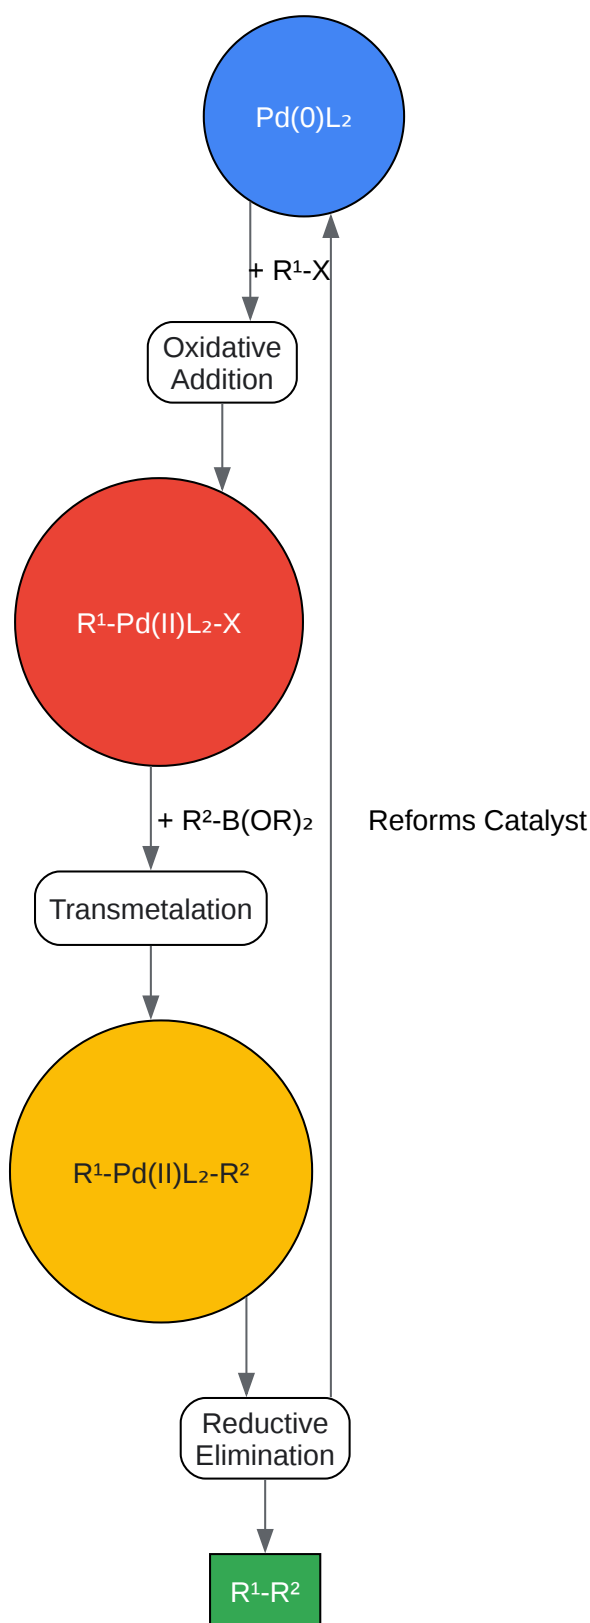 Pd(0)L₂
+ R¹-X
Oxidative
Addition
R¹-Pd(II)L₂-X
+ R²-B(OR)₂
Reforms Catalyst
Transmetalation
R¹-Pd(II)L₂-R²
Reductive
Elimination
R¹-R²